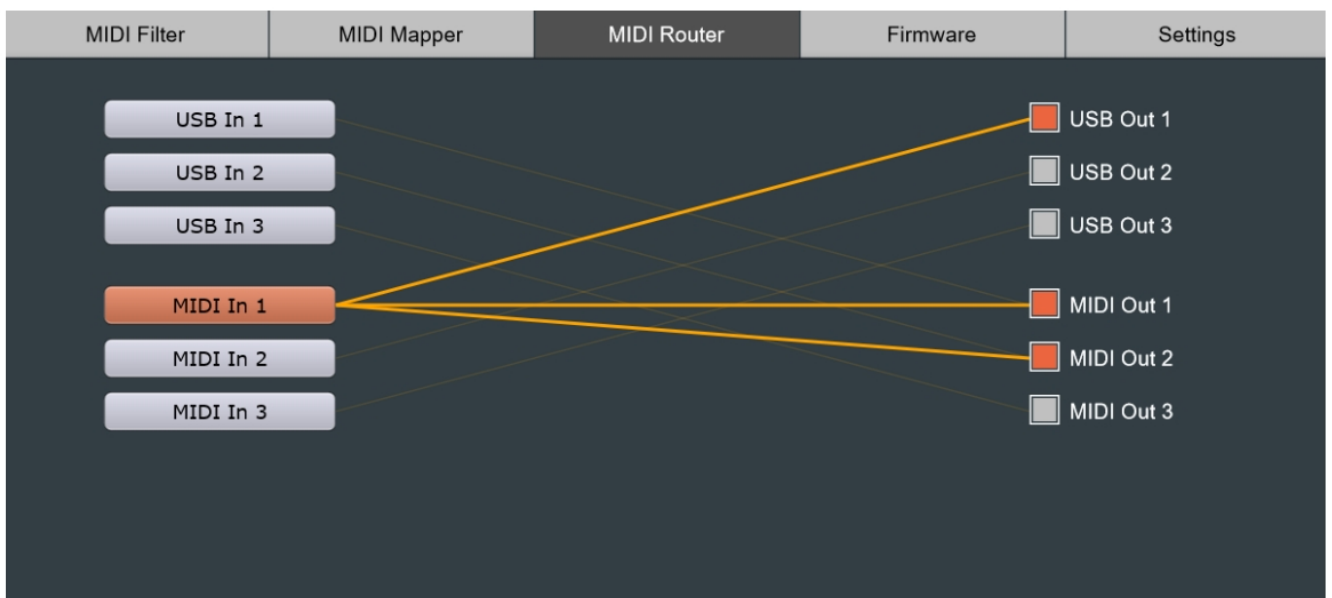 MIDI Filter MIDI Mapper MIDI Router Firmware Settings
USB In 1 USB Out 1
USB In 2 USB Out 2
USB In 3 USB Out 3
MIDI In 1 MIDI Out 1
MIDI In 2 MIDI Out 2
MIDI In 3 MIDI Out 3